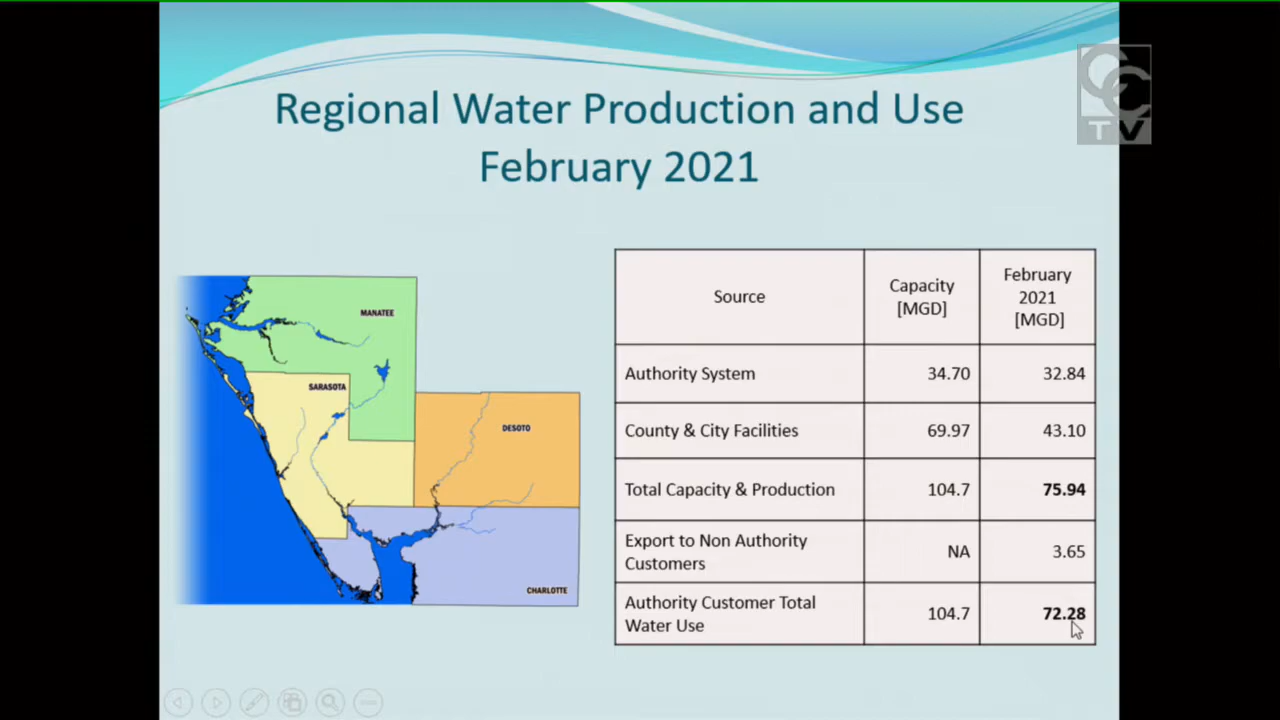 Regional Water Production and Use
February 2021
CC
TV
MANATEE
SARASOTA
DESOTO
CHARLOTTE
Source
Capacity
[MGD]
February
2021
[MGD]
Authority System
34.70
32.84
County & City Facilities
69.97
43.10
Total Capacity & Production
104.7
75.94
Export to Non Authority
Customers
NA
3.65
Authority Customer Total
Water Use
104.7
72.28